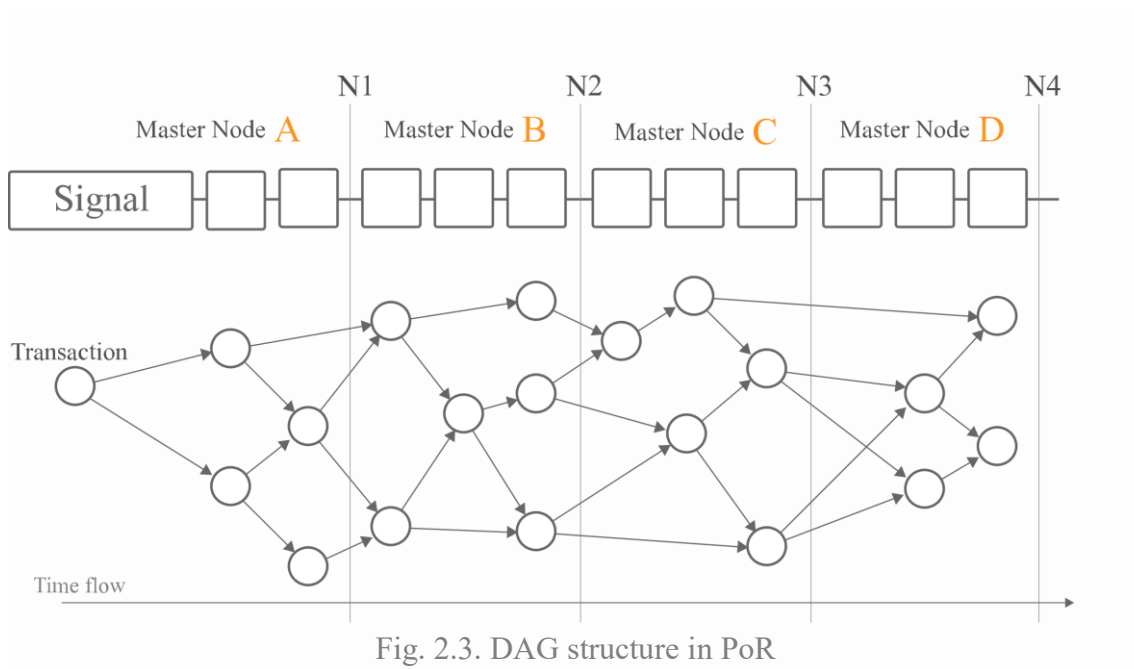 N1 N2 N3 N4
Master Node A Master Node B Master Node C Master Node D
Signal
Transaction
Time flow
Fig. 2.3. DAG structure in PoR